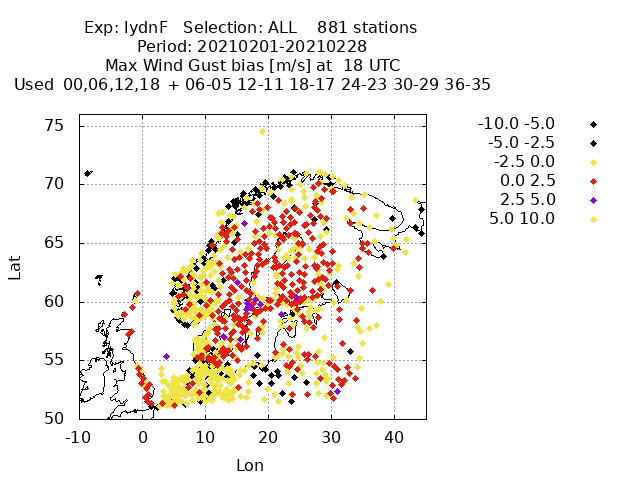 Exp: IydnF   Selection: ALL    881 stations
Period: 20210201-20210228
Max Wind Gust bias [m/s] at  18 UTC
Used  00,06,12,18  + 06-05 12-11 18-17 24-23 30-29 36-35
-10.0 -5.0
-5.0 -2.5
-2.5 0.0
0.0 2.5
2.5 5.0
5.0 10.0
75
70
65
60
55
50
Lat
-10 0 10 20 30 40
Lon